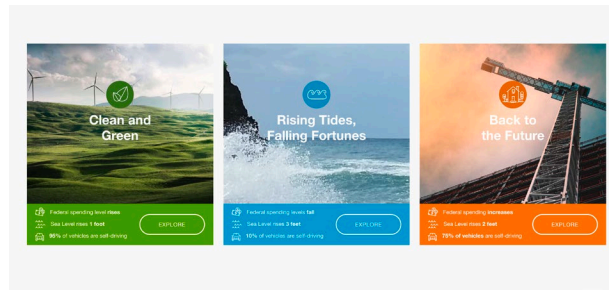 Clean and
Green
Federal spending level rises
Sea Level rises 1 foot
98% of vehicles are self-driving
EXPLORE
Rising Tides,
Falling Fortunes
Federal spending levels fall
Sea Level rises 3 feet
10% of vehicles are self driving
EXPLORE
Back to
the Future
Federal spending increases
Sea Level rises 2 feet
75% of vehicles are self-driving
EXPLORE